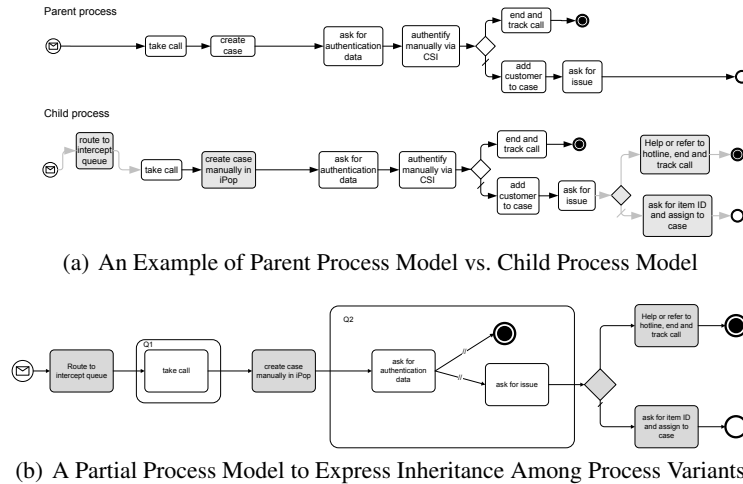 Parent process
take call
create
case
ask for
authentication
data
authentify
manually via
CSI
end and
track call
add
customer
to case
ask for
issue
Child process
route to
intercept
queue
take call
create case
manually in
iPop
ask for
authentication
data
authentify
manually via
CSI
end and
track call
add
customer
to case
ask for
issue
Help or refer to
hotline, end and
track call
ask for item ID
and assign to
case
(a) An Example of Parent Process Model vs. Child Process Model
Route to
intercept queue
Q1
take call
create case
manually in iPop
Q2
ask for
authentication
data
//
//
ask for issue
Help or refer to
hotline, end and
track call
ask for item ID
and assign to
case
(b) A Partial Process Model to Express Inheritance Among Process Variants